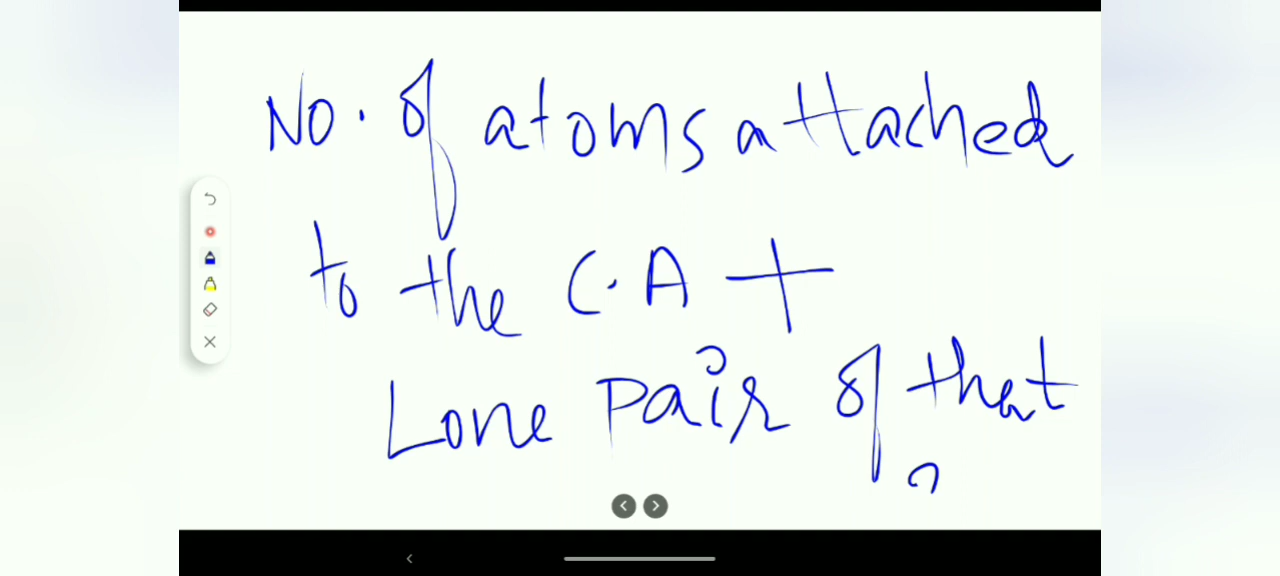 No. of atoms attached
to the C.A +
Lone pair of that